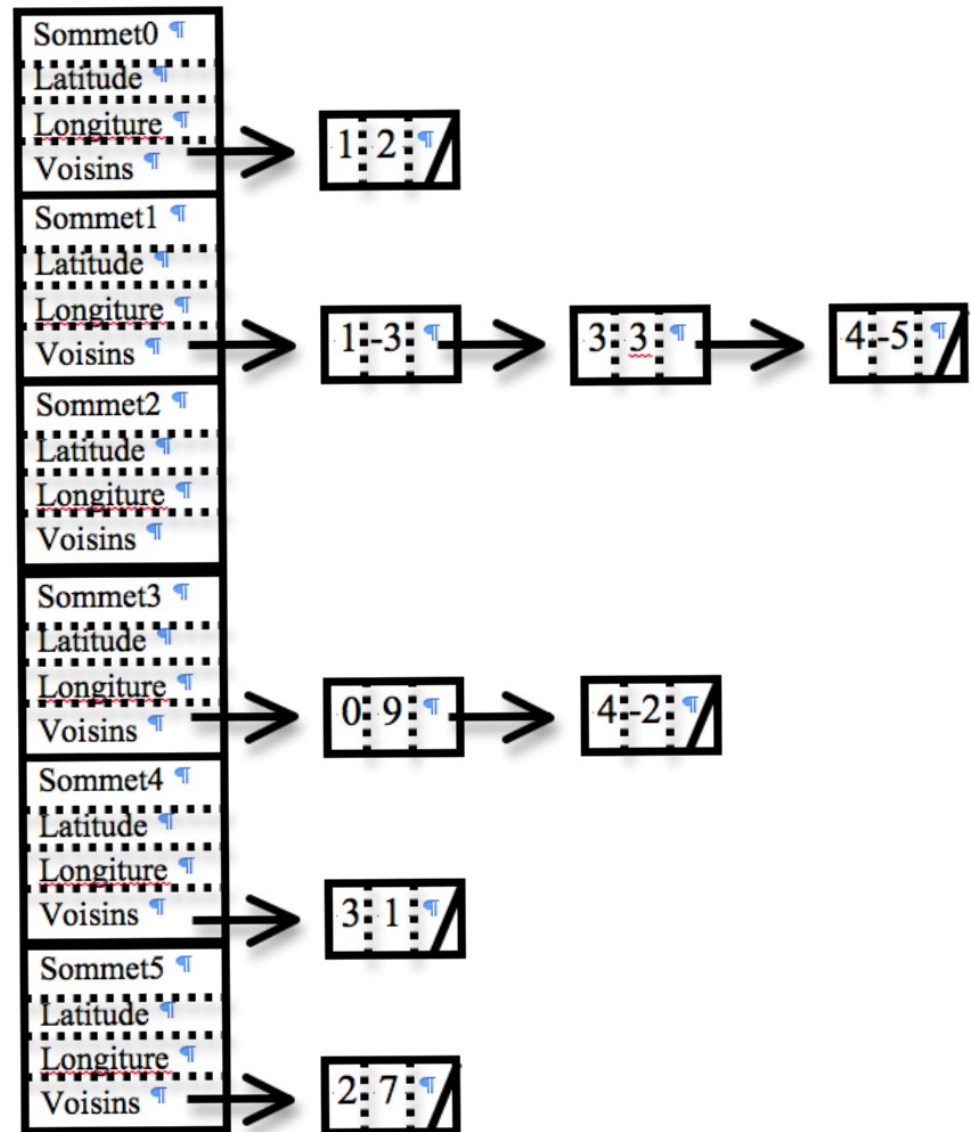 Sommet0 ¶
Latitude ¶
Longiture ¶
Voisins ¶
1 2 ¶
Sommet1 ¶
Latitude ¶
Longiture ¶
Voisins ¶
1 -3 ¶
3 3 ¶
4 -5 ¶
Sommet2 ¶
Latitude ¶
Longiture ¶
Voisins ¶
Sommet3 ¶
Latitude ¶
Longiture ¶
Voisins ¶
0 9 ¶
4 -2 ¶
Sommet4 ¶
Latitude ¶
Longiture ¶
Voisins ¶
3 1 ¶
Sommet5 ¶
Latitude ¶
Longiture ¶
Voisins ¶
2 7 ¶